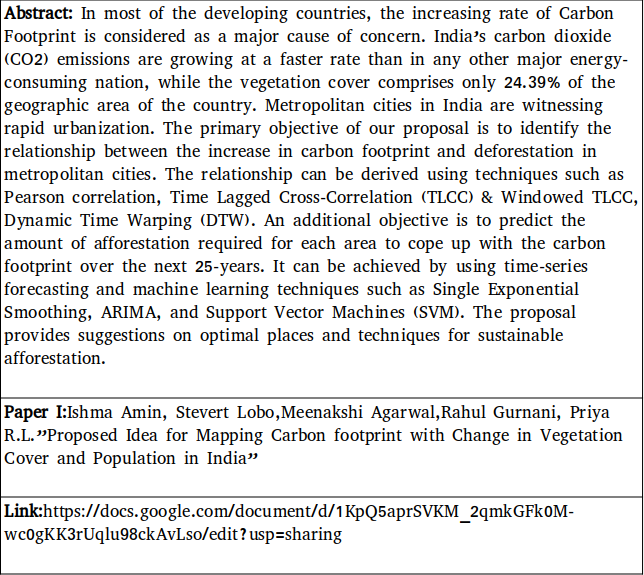 Abstract: In most of the developing countries, the increasing rate of Carbon
Footprint is considered as a major cause of concern. India's carbon dioxide
(CO2) emissions are growing at a faster rate than in any other major energy-
consuming nation, while the vegetation cover comprises only 24.39% of the
geographic area of the country. Metropolitan cities in India are witnessing
rapid urbanization. The primary objective of our proposal is to identify the
relationship between the increase in carbon footprint and deforestation in
metropolitan cities. The relationship can be derived using techniques such as
Pearson correlation, Time Lagged Cross-Correlation (TLCC) & Windowed TLCC,
Dynamic Time Warping (DTW). An additional objective is to predict the
amount of afforestation required for each area to cope up with the carbon
footprint over the next 25-years. It can be achieved by using time-series
forecasting and machine learning techniques such as Single Exponential
Smoothing, ARIMA, and Support Vector Machines (SVM). The proposal
provides suggestions on optimal places and techniques for sustainable
afforestation.
Paper I:Ishma Amin, Stevert Lobo,Meenakshi Agarwal,Rahul Gurnani, Priya
R.L.”Proposed Idea for Mapping Carbon footprint with Change in Vegetation
Cover and Population in India”
Link:https://docs.google.com/document/d/1KpQ5aprSVKM_2qmkGFk0M-
wc0gKK3rUqlu98ckAvLso/edit?usp=sharing